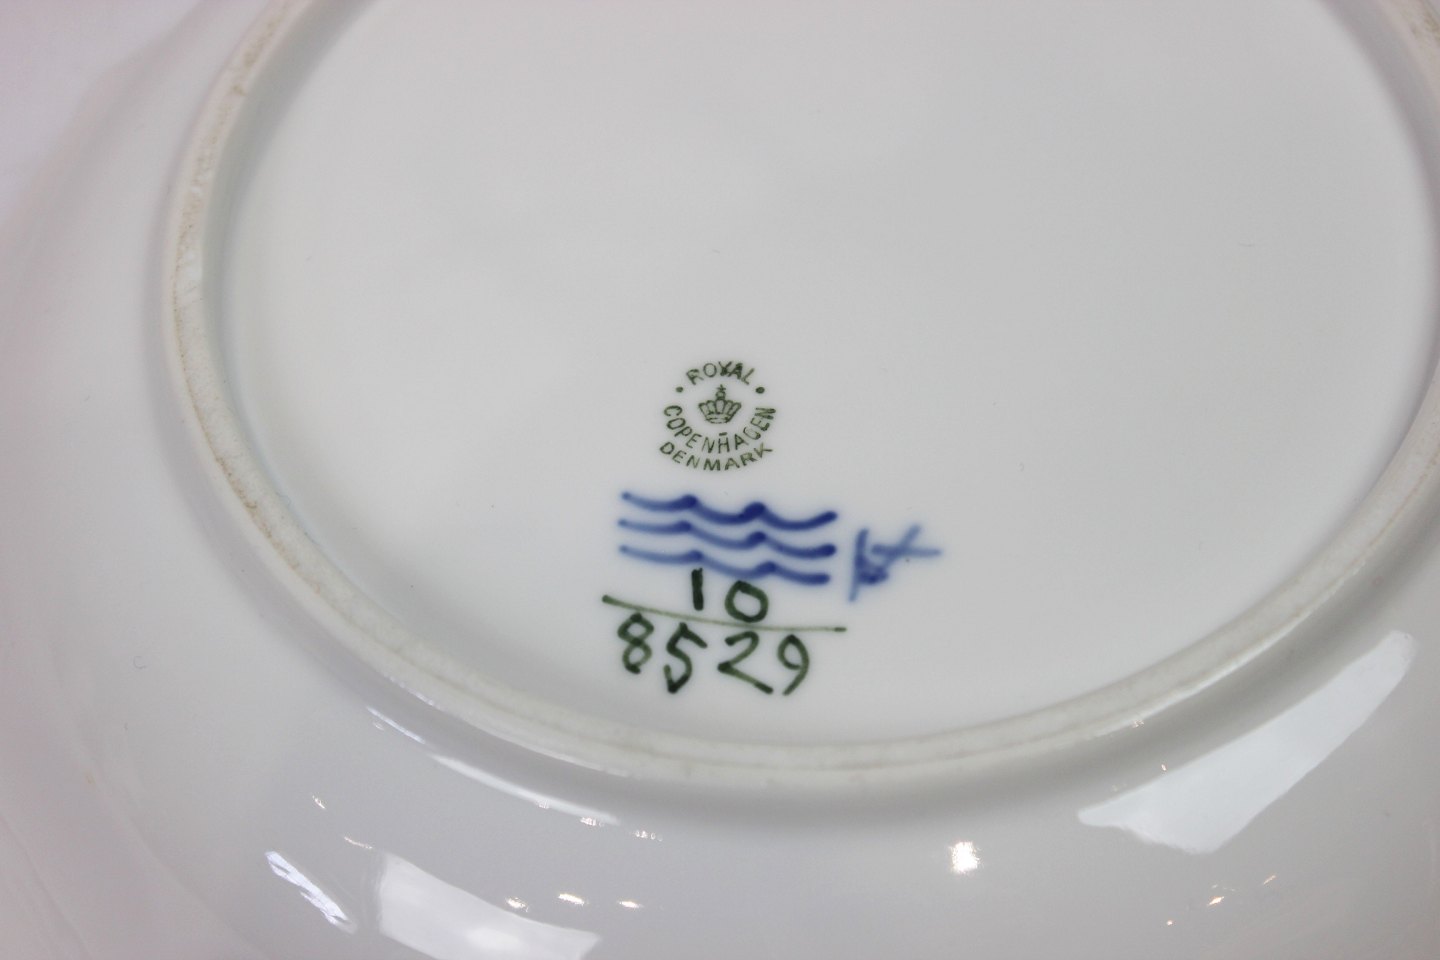 ROYAL
COPENHAGEN
DENMARK
10
8529